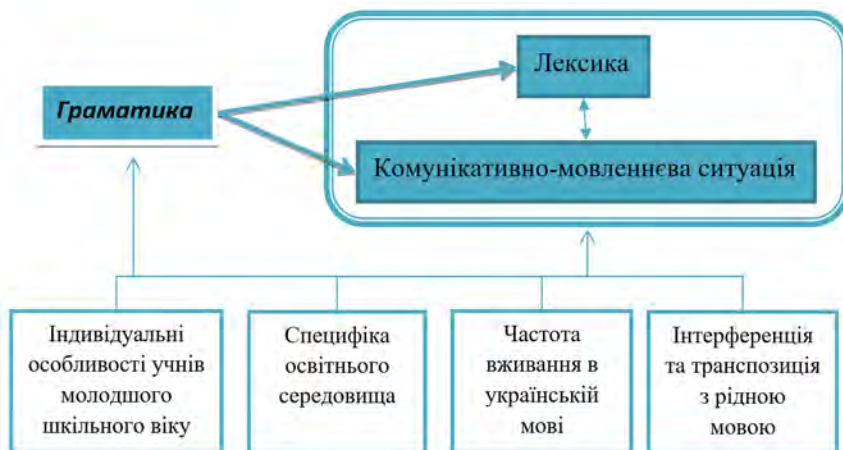 Лексика
Граматика
Комунікативно-мовленнєва ситуація
Індивідуальні
особливості учнів
молодшого
шкільного віку
Специфіка
освітнього
середовища
Частота
вживання в
українській
мові
Інтерференція
та транспозиція
з рідною
мовою